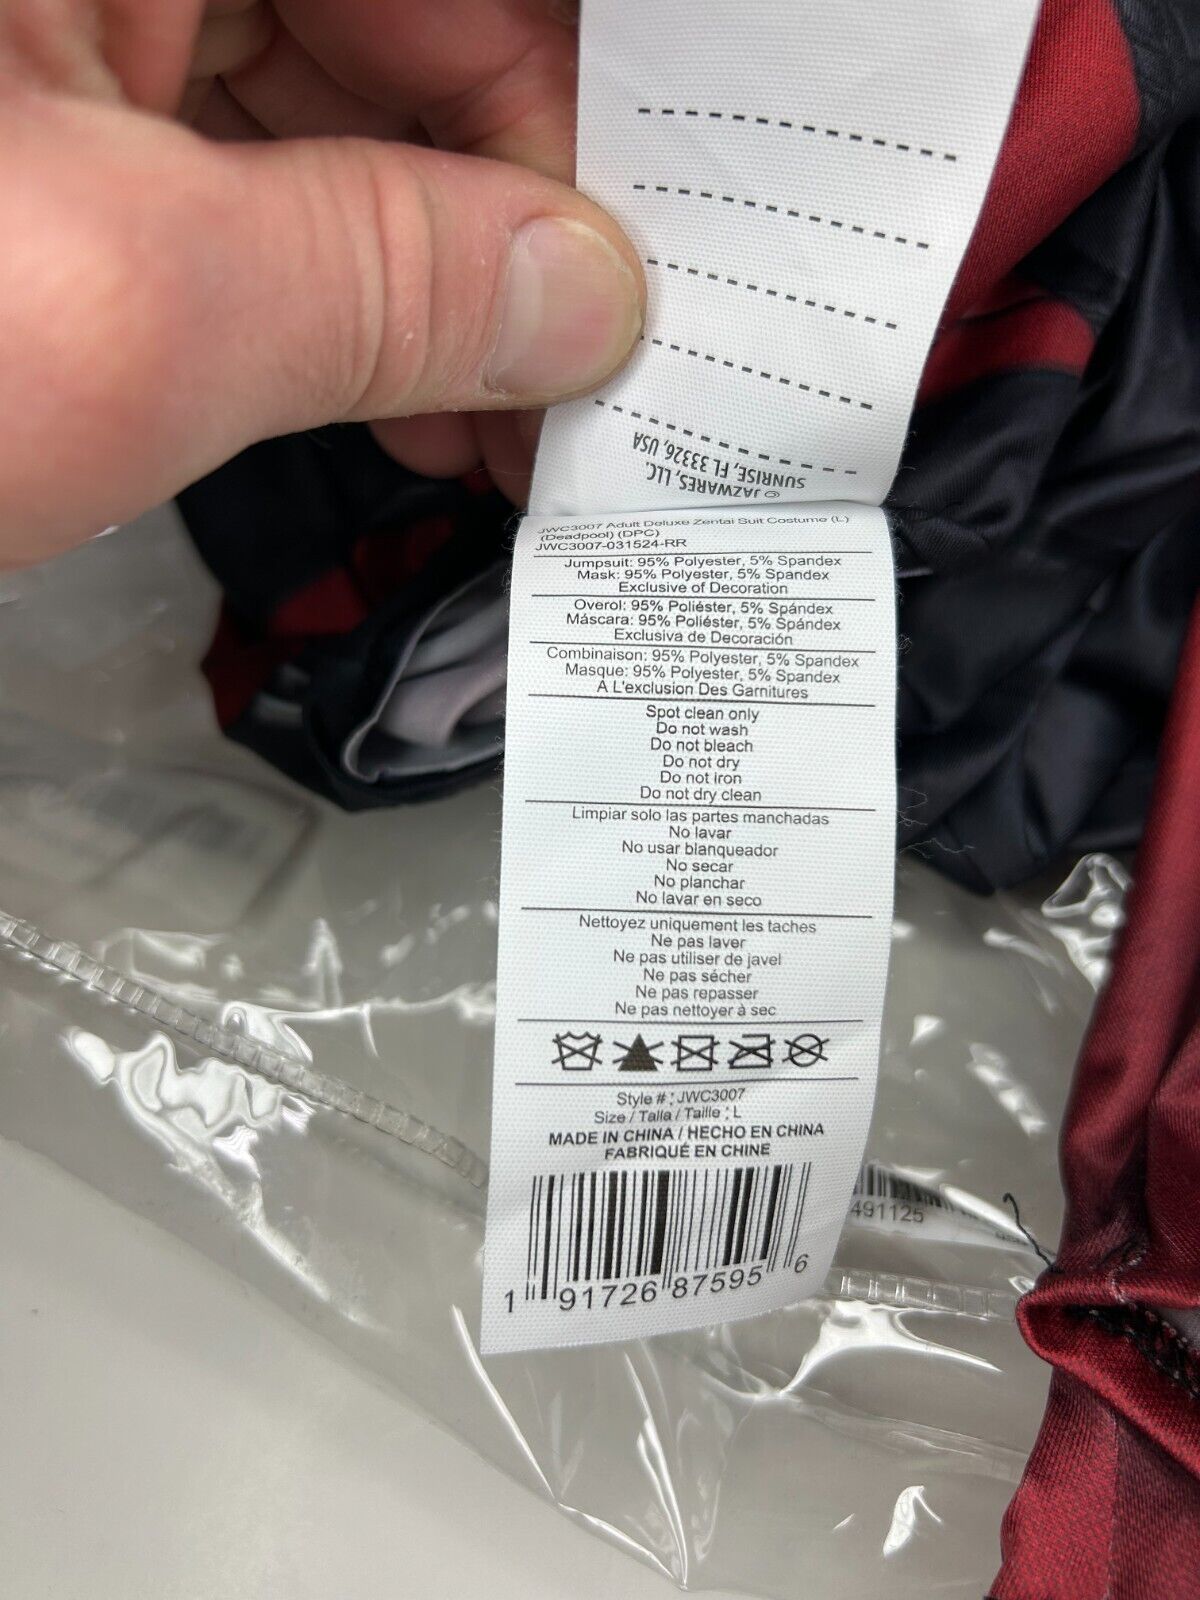 © JAZWARES, LLC.
SUNRISE, FL 33326, USA
JWC3007 Adult Deluxe Zentai Suit Costume (L)
(Deadpool) (DPC)
JWC3007-031524-RR
Jumpsuit: 95% Polyester, 5% Spandex
Mask: 95% Polyester, 5% Spandex
Exclusive of Decoration
Overol: 95% Poliéster, 5% Spándex
Máscara: 95% Poliéster, 5% Spándex
Exclusiva de Decoración
Combinaison: 95% Polyester, 5% Spandex
Masque: 95% Polyester, 5% Spandex
A L'exclusion Des Garnitures
Spot clean only
Do not wash
Do not bleach
Do not dry
Do not iron
Do not dry clean
Limpiar solo las partes manchadas
No lavar
No usar blanqueador
No secar
No planchar
No lavar en seco
Nettoyez uniquement les taches
Ne pas laver
Ne pas utiliser de javel
Ne pas sécher
Ne pas repasser
Ne pas nettoyer à sec
Style # : JWC3007
Size / Talla / Taille : L
MADE IN CHINA / HECHO EN CHINA
FABRIQUÉ EN CHINE
1 91726 87595 6
491125